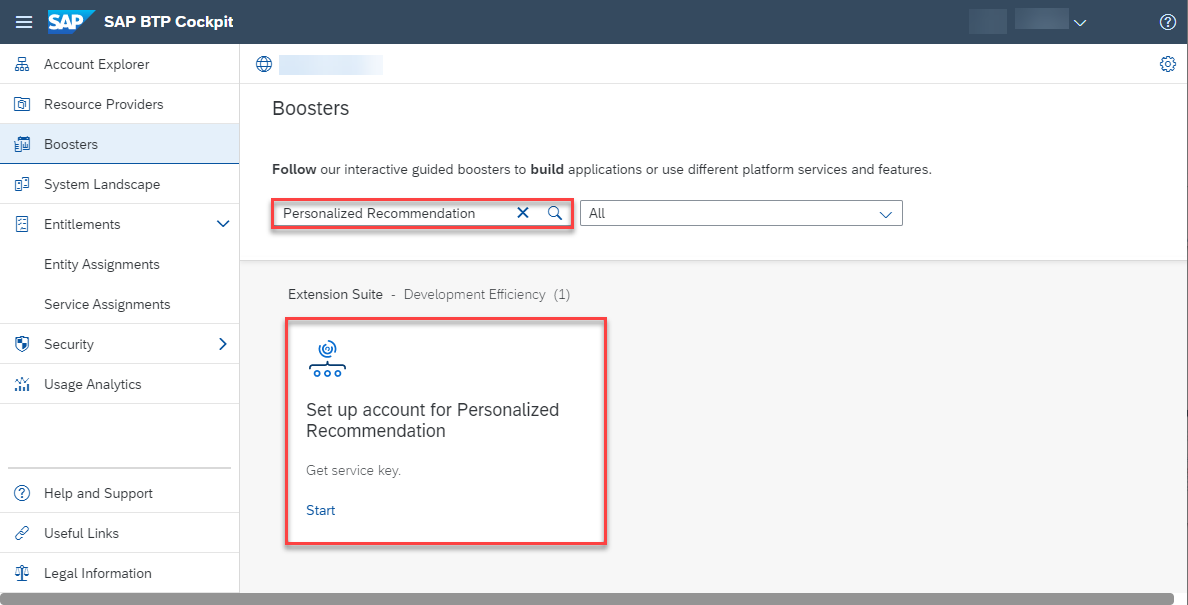 SAP SAP BTP Cockpit
Account Explorer
Resource Providers
Boosters
System Landscape
Entitlements
Entity Assignments
Service Assignments
Security
Usage Analytics
Help and Support
Useful Links
Legal Information
Boosters
Follow our interactive guided boosters to build applications or use different platform services and features.
Personalized Recommendation
All
Extension Suite - Development Efficiency (1)
Set up account for Personalized
Recommendation
Get service key.
Start